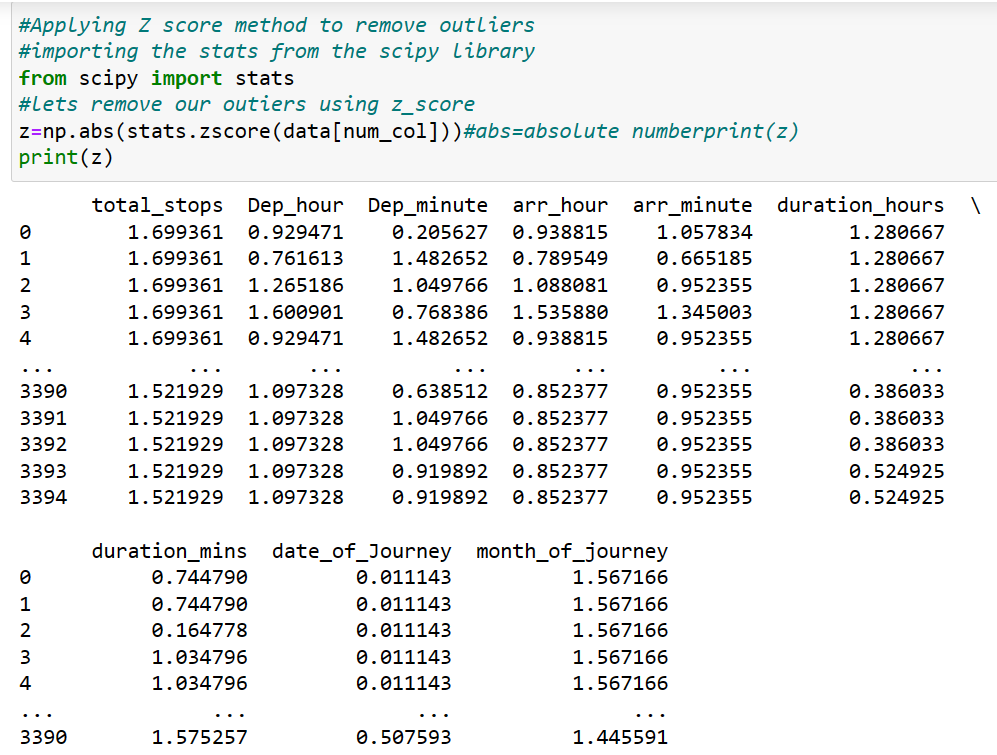 #Applying Z score method to remove outliers
#importing the stats from the scipy library
from scipy import stats
#lets remove our outiers using z_score
z=np.abs(stats.zscore(data[num_col]))#abs=absolute numberprint(z)
print(z)
total_stops Dep_hour Dep_minute arr_hour arr_minute duration_hours \
0 1.699361 0.929471 0.205627 0.938815 1.057834 1.280667
1 1.699361 0.761613 1.482652 0.789549 0.665185 1.280667
2 1.699361 1.265186 1.049766 1.088081 0.952355 1.280667
3 1.699361 1.600901 0.768386 1.535880 1.345003 1.280667
4 1.699361 0.929471 1.482652 0.938815 0.952355 1.280667
... ... ... ... ... ... ...
3390 1.521929 1.097328 0.638512 0.852377 0.952355 0.386033
3391 1.521929 1.097328 1.049766 0.852377 0.952355 0.386033
3392 1.521929 1.097328 1.049766 0.852377 0.952355 0.386033
3393 1.521929 1.097328 0.919892 0.852377 0.952355 0.524925
3394 1.521929 1.097328 0.919892 0.852377 0.952355 0.524925
duration_mins date_of_Journey month_of_journey
0 0.744790 0.011143 1.567166
1 0.744790 0.011143 1.567166
2 0.164778 0.011143 1.567166
3 1.034796 0.011143 1.567166
4 1.034796 0.011143 1.567166
... ... ... ...
3390 1.575257 0.507593 1.445591